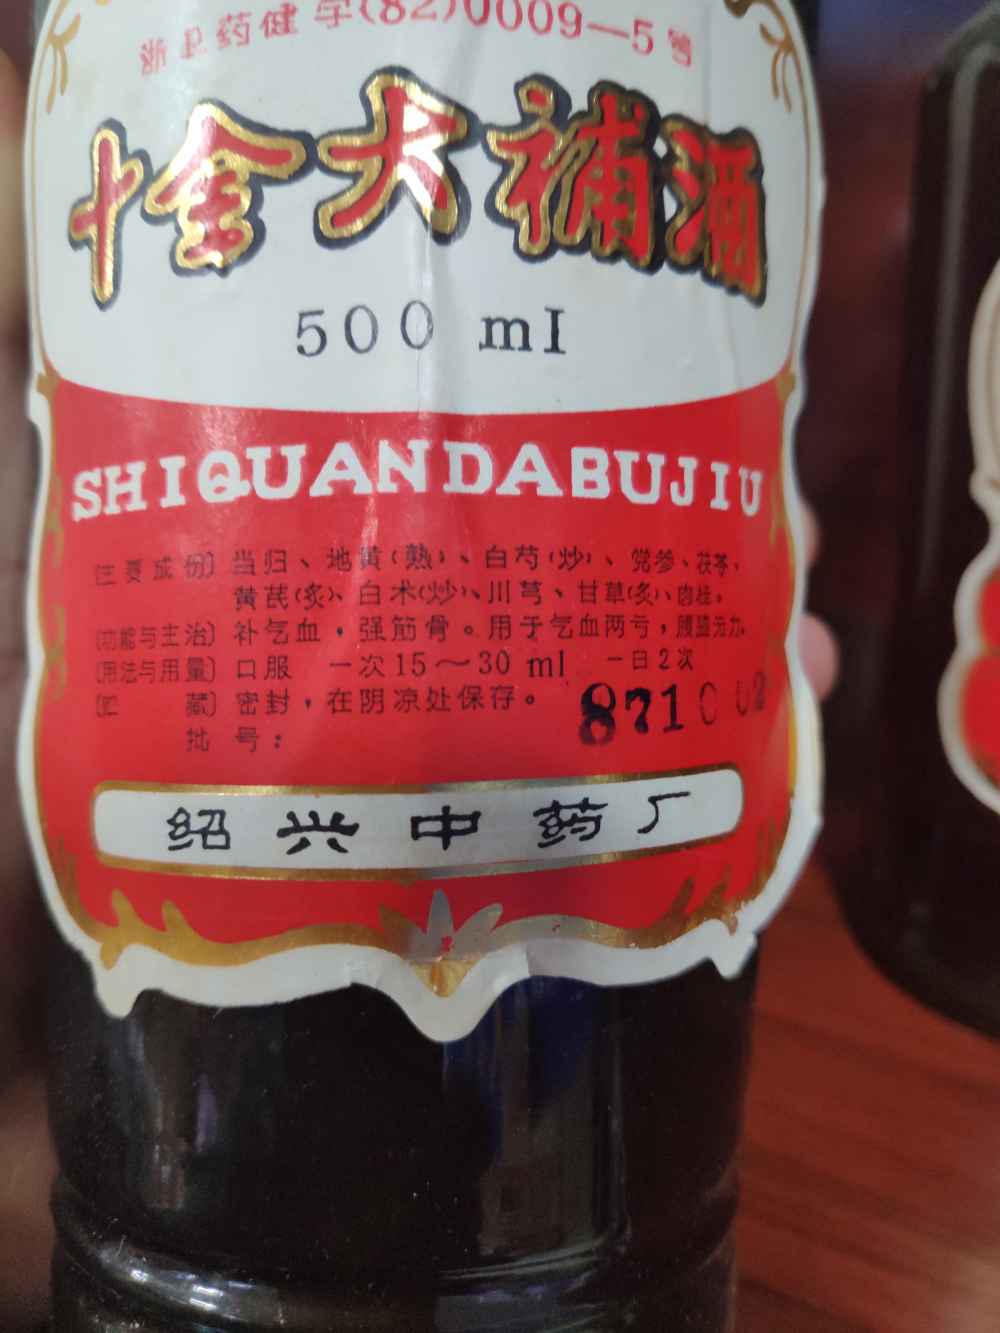 浙卫药健字(82)0009—5号
十全大補酒
500 ml
SHIQUANDABUJIU
〔主要成份〕当归、地黄(熟)、白芍(炒)、党参、茯苓、
黄芪(炙)、白术(炒)、川芎、甘草(炙)、肉桂。
〔功能与主治〕补气血，强筋骨。用于气血两亏，腰膝无力。
〔用法与用量〕口服 一次15～30 ml 一日2次
〔贮 藏〕密封，在阴凉处保存。
批 号： 871002
绍兴中药厂